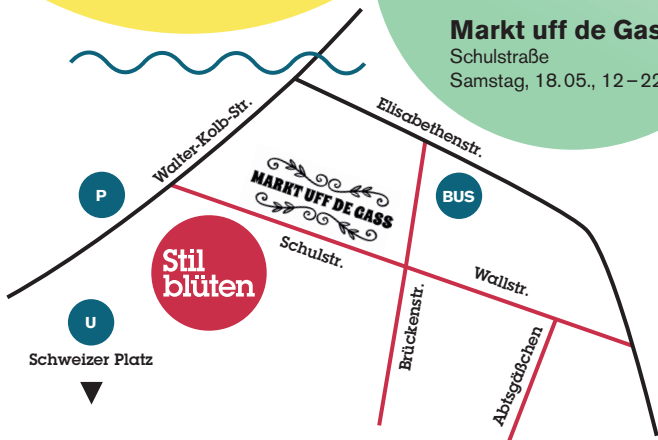 Markt uff de Gas
Schulstraße
Samstag, 18.05., 12–22
Elisabethenstr.
Walter-Kolb-Str.
P
MARKT UFF DE GASS
BUS
Stil
blüten
Schulstr.
Wallstr.
Brückenstr.
U
Schweizer Platz
Abtsgäßchen